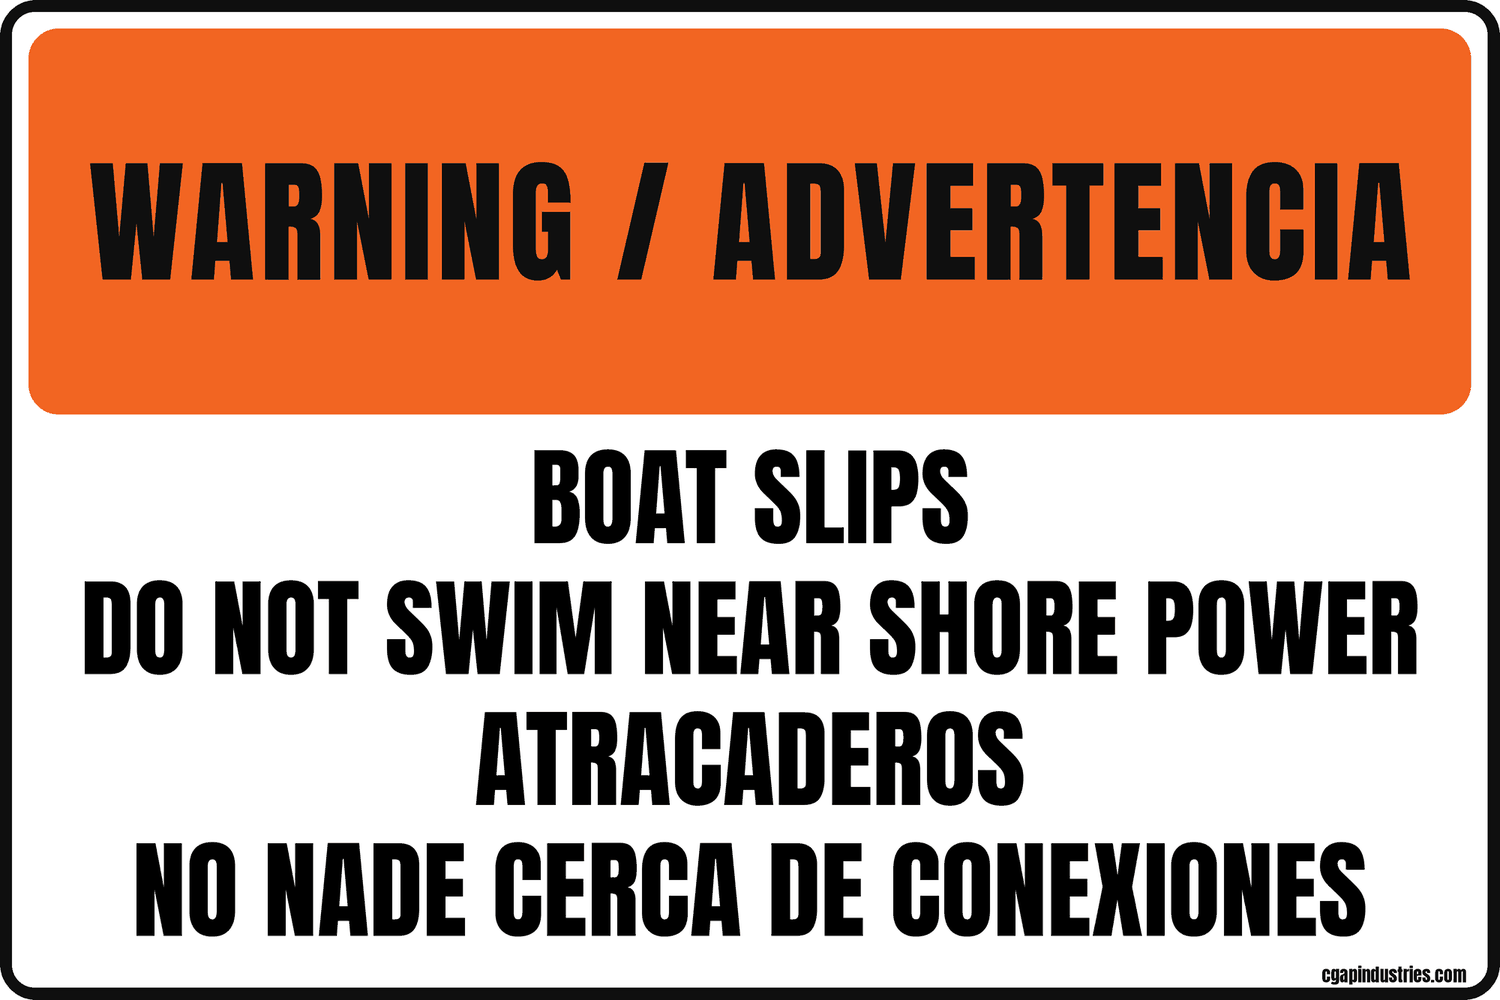 WARNING / ADVERTENCIA
BOAT SLIPS
DO NOT SWIM NEAR SHORE POWER
ATRACADEROS
NO NADE CERCA DE CONEXIONES
cgapindustries.com